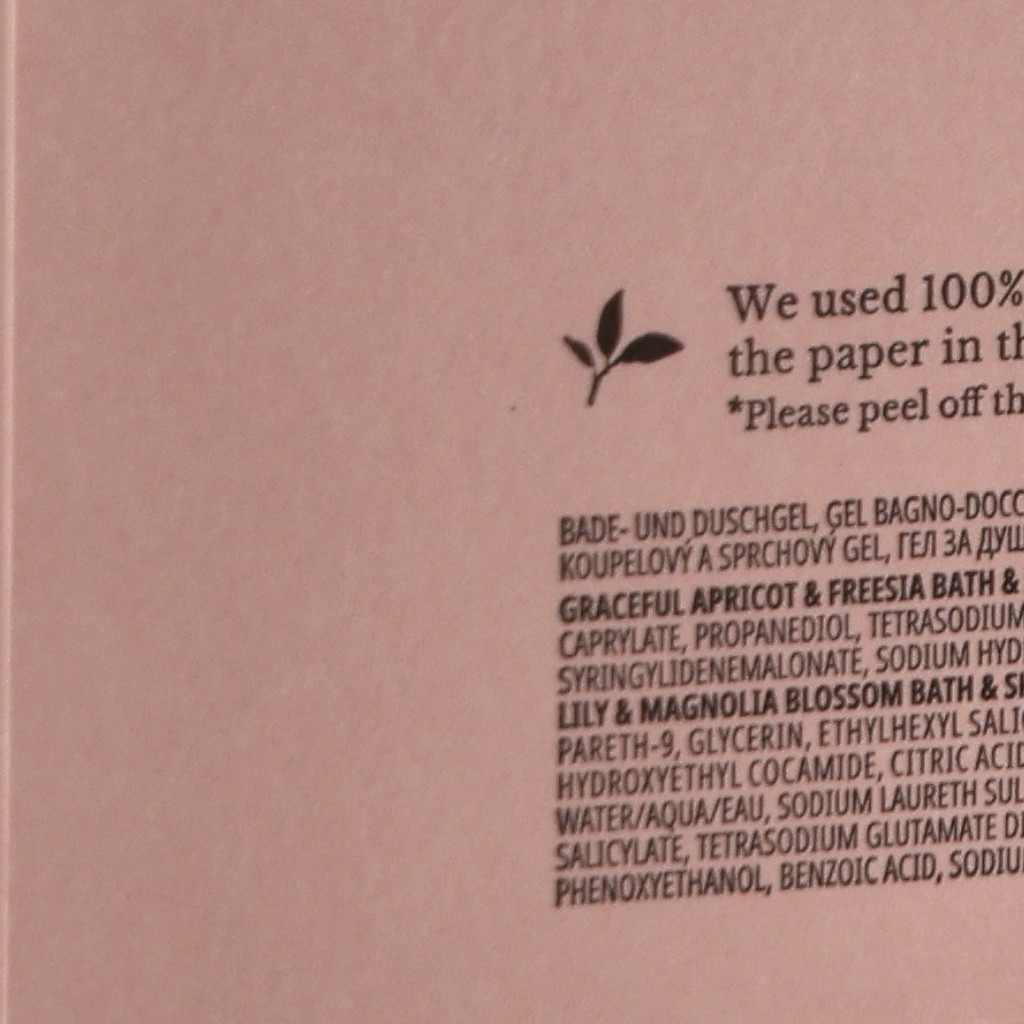 We used 100%
the paper in th
*Please peel off th
BADE- UND DUSCHGEL, GEL BAGNO-DOCC
KOUPELOVÝ A SPRCHOVÝ GEL, ГЕЛ ЗА ДУШ
GRACEFUL APRICOT & FREESIA BATH &
CAPRYLATE, PROPANEDIOL, TETRASODIUM
SYRINGYLIDENEMALONATE, SODIUM HYD
LILY & MAGNOLIA BLOSSOM BATH & SH
PARETH-9, GLYCERIN, ETHYLHEXYL SALIC
HYDROXYETHYL COCAMIDE, CITRIC ACID
WATER/AQUA/EAU, SODIUM LAURETH SUL
SALICYLATE, TETRASODIUM GLUTAMATE DI
PHENOXYETHANOL, BENZOIC ACID, SODIUM